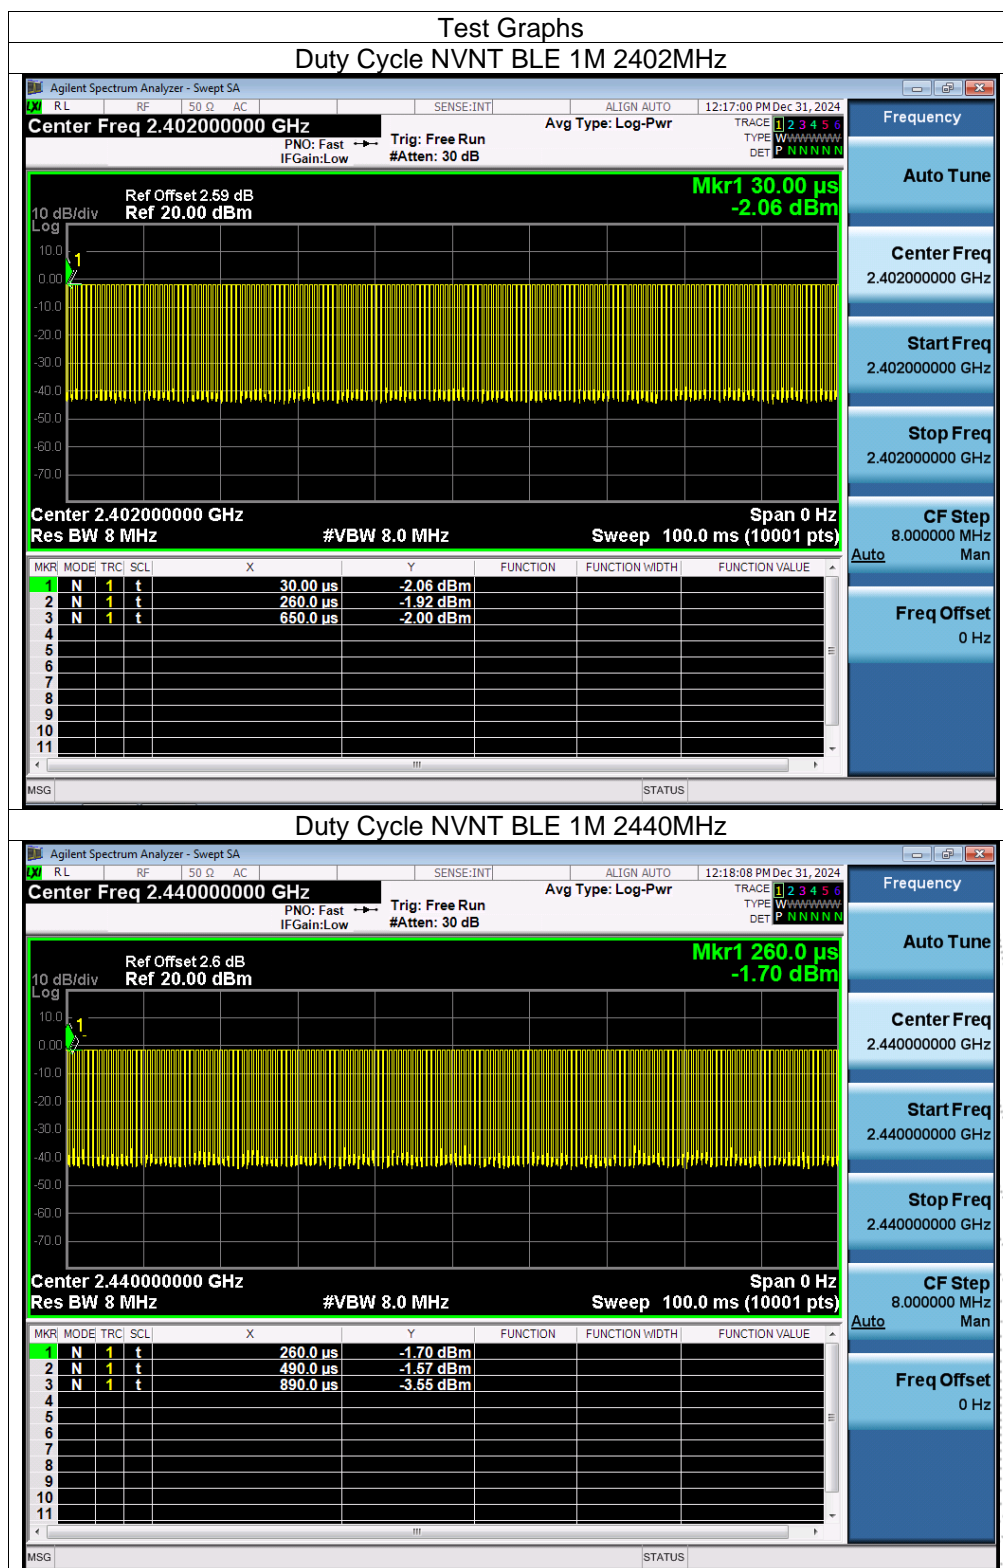 Test Graphs
Duty Cycle NVNT BLE 1M 2402MHz
Agilent Spectrum Analyzer - Swept SA
LXI RL RF 50 Ω AC SENSE:INT ALIGN AUTO 12:17:00 PM Dec 31, 2024
Center Freq 2.402000000 GHz Avg Type: Log-Pwr TRACE 1 2 3 4 5 6
PNO: Fast Trig: Free Run TYPE WWWWWW
IFGain:Low #Atten: 30 dB DET P N N N N N
Frequency
Auto Tune
Mkr1 30.00 µs
Ref Offset 2.59 dB
10 dB/div Ref 20.00 dBm -2.06 dBm
Log
10.0
1
0.00
-10.0
-20.0
-30.0
-40.0
-50.0
-60.0
-70.0
Center 2.402000000 GHz Span 0 Hz
Res BW 8 MHz #VBW 8.0 MHz Sweep 100.0 ms (10001 pts)
Center Freq
2.402000000 GHz
Start Freq
2.402000000 GHz
Stop Freq
2.402000000 GHz
CF Step
8.000000 MHz
Auto Man
Freq Offset
0 Hz
MKR MODE TRC SCL X Y FUNCTION FUNCTION WIDTH FUNCTION VALUE
1 N 1 t 30.00 µs -2.06 dBm
2 N 1 t 260.0 µs -1.92 dBm
3 N 1 t 650.0 µs -2.00 dBm
4
5
6
7
8
9
10
11
MSG STATUS
Duty Cycle NVNT BLE 1M 2440MHz
Agilent Spectrum Analyzer - Swept SA
LXI RL RF 50 Ω AC SENSE:INT ALIGN AUTO 12:18:08 PM Dec 31, 2024
Center Freq 2.440000000 GHz Avg Type: Log-Pwr TRACE 1 2 3 4 5 6
PNO: Fast Trig: Free Run TYPE WWWWWW
IFGain:Low #Atten: 30 dB DET P N N N N N
Frequency
Auto Tune
Mkr1 260.0 µs
Ref Offset 2.6 dB
10 dB/div Ref 20.00 dBm -1.70 dBm
Log
10.0
1
0.00
-10.0
-20.0
-30.0
-40.0
-50.0
-60.0
-70.0
Center 2.440000000 GHz Span 0 Hz
Res BW 8 MHz #VBW 8.0 MHz Sweep 100.0 ms (10001 pts)
Center Freq
2.440000000 GHz
Start Freq
2.440000000 GHz
Stop Freq
2.440000000 GHz
CF Step
8.000000 MHz
Auto Man
Freq Offset
0 Hz
MKR MODE TRC SCL X Y FUNCTION FUNCTION WIDTH FUNCTION VALUE
1 N 1 t 260.0 µs -1.70 dBm
2 N 1 t 490.0 µs -1.57 dBm
3 N 1 t 890.0 µs -3.55 dBm
4
5
6
7
8
9
10
11
MSG STATUS